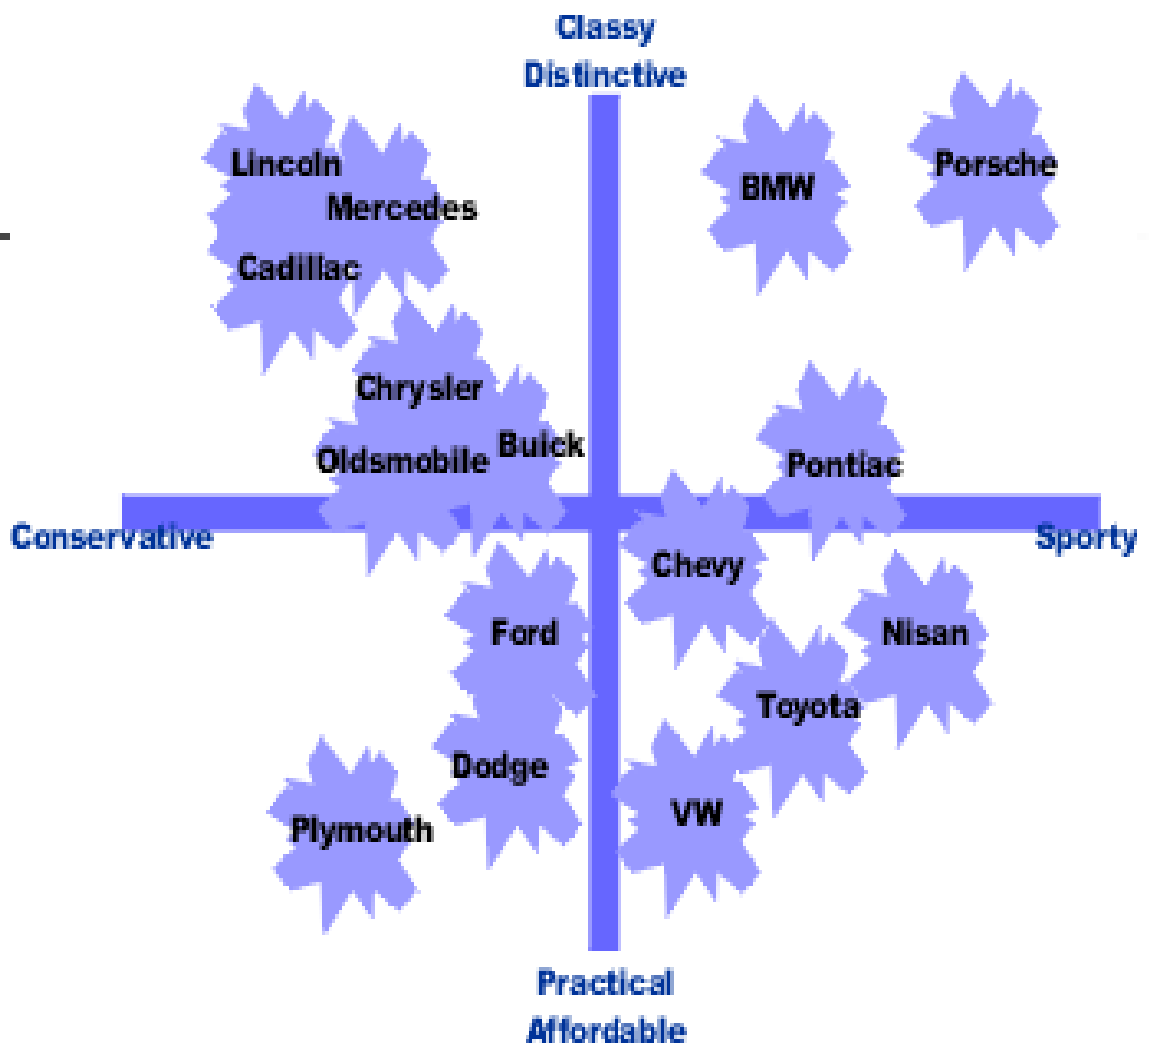 Classy
Distinctive
Lincoln
Mercedes
Cadillac
BMW
Porsche
Chrysler
Oldsmobile
Buick
Pontiac
Conservative
Sporty
Chevy
Ford
Nisan
Toyota
Dodge
VW
Plymouth
Practical
Affordable